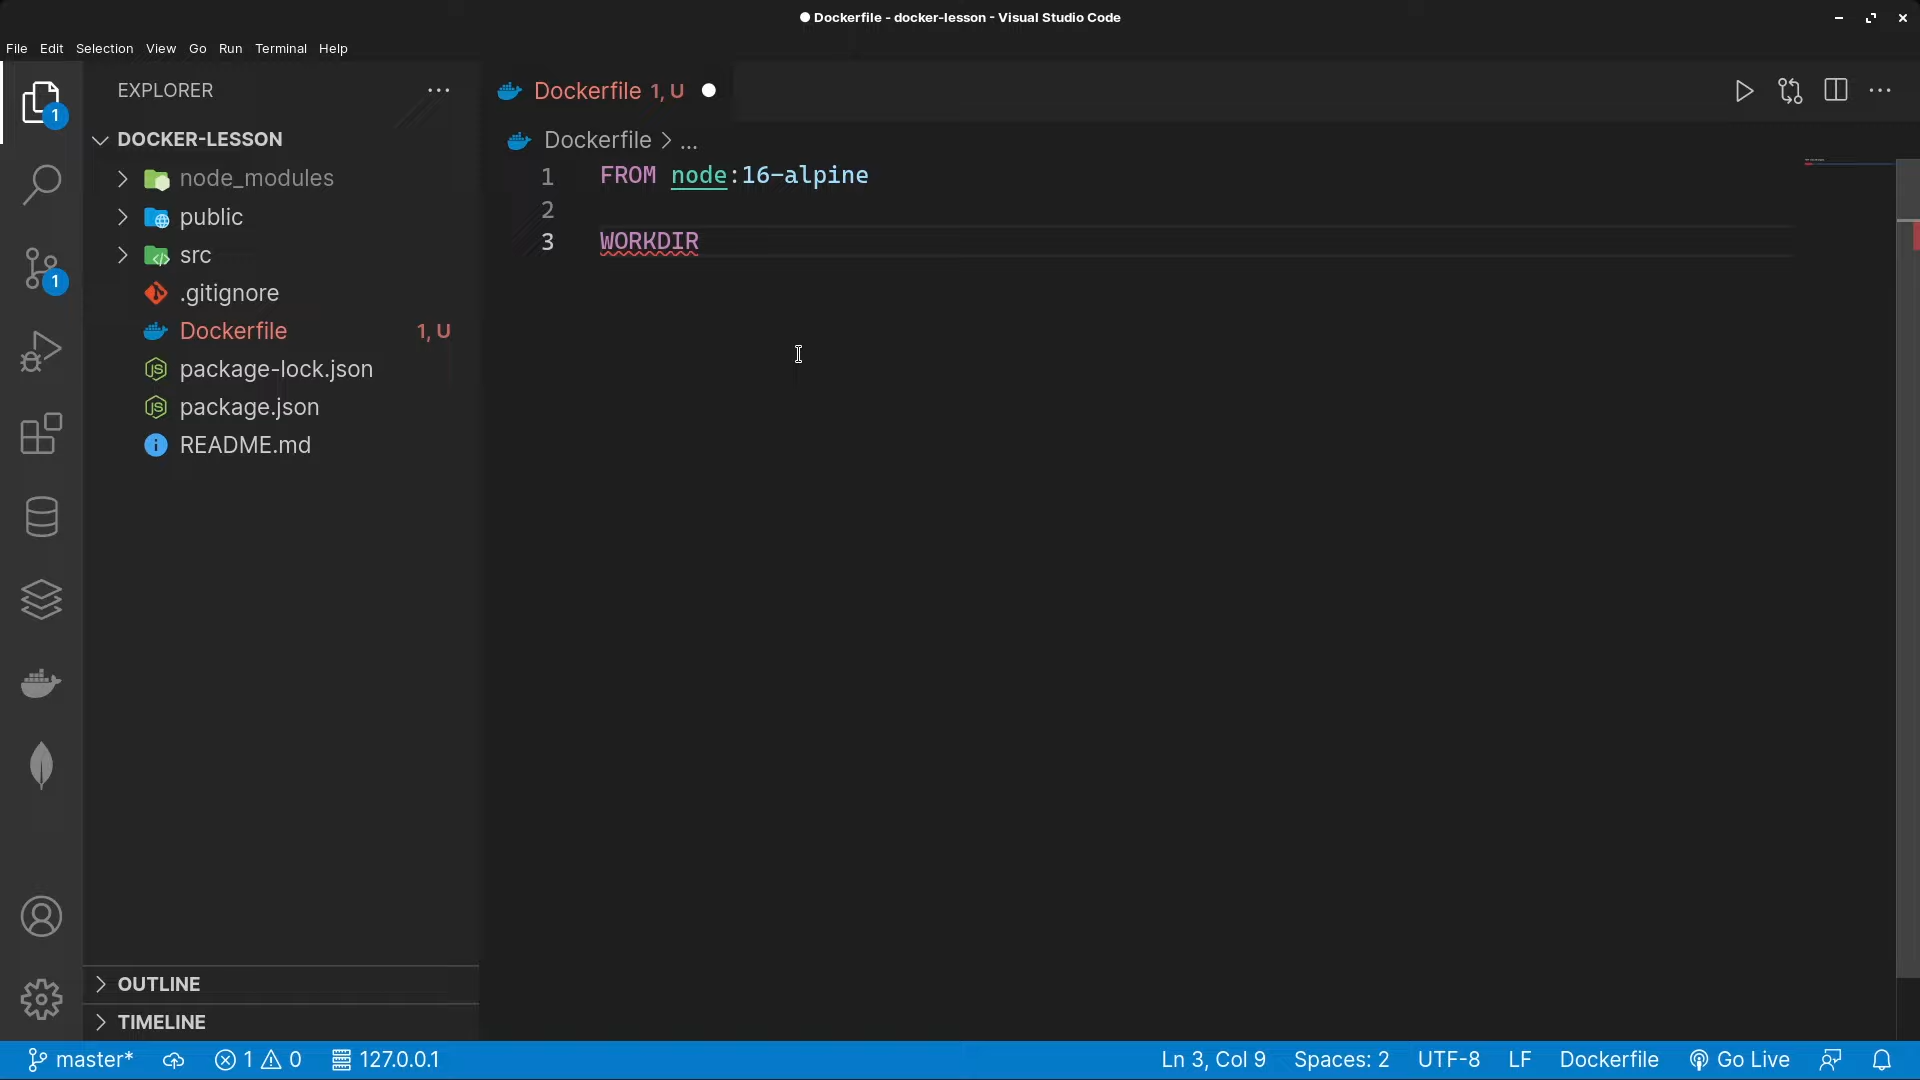 Dockerfile - docker-lesson - Visual Studio Code
File Edit Selection View Go Run Terminal Help
EXPLORER
DOCKER-LESSON
node_modules
public
src
.gitignore
Dockerfile 1, U
package-lock.json
package.json
README.md
OUTLINE
TIMELINE
1
1
Dockerfile 1, U
Dockerfile > ...
1 FROM node:16-alpine
2
3 WORKDIR
master* 1 0 127.0.0.1 Ln 3, Col 9 Spaces: 2 UTF-8 LF Dockerfile Go Live